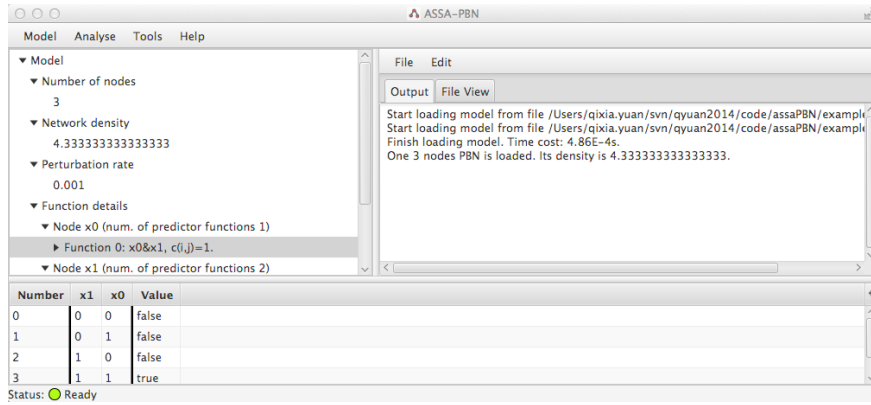 ASSA-PBN
Model Analyse Tools Help
Model
Number of nodes
3
Network density
4.333333333333333
Perturbation rate
0.001
Function details
Node x0 (num. of predictor functions 1)
Function 0: x0&x1, c(i,j)=1.
Node x1 (num. of predictor functions 2)
File Edit
Output File View
Start loading model from file /Users/qixia.yuan/svn/qyuan2014/code/assaPBN/example
Start loading model from file /Users/qixia.yuan/svn/qyuan2014/code/assaPBN/example
Finish loading model. Time cost: 4.86E-4s.
One 3 nodes PBN is loaded. Its density is 4.333333333333333.
Number x1 x0 Value
0 0 0 false
1 0 1 false
2 1 0 false
3 1 1 true
Status: Ready